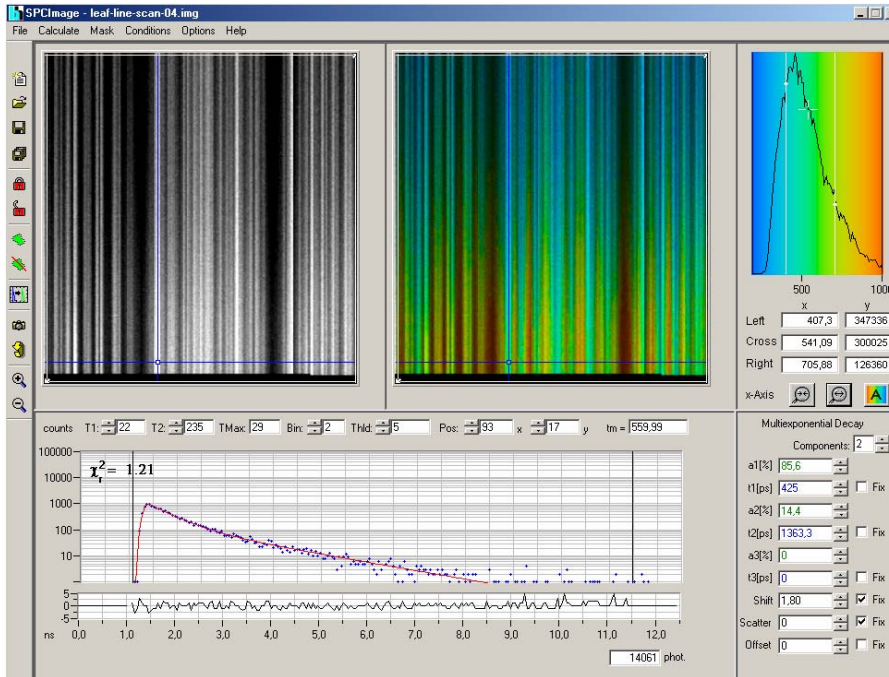 SPCImage - leaf-line-scan-04.img
File Calculate Mask Conditions Options Help
500 1000
x y
Left 407,3 347336
Cross 541,09 300025
Right 705,88 126360
x-Axis A
counts T1: 22 T2: 235 TMax: 29 Bin: 2 Thld: 5 Pos: 93 x 17 y tm = 559,99
100000
10000
1000
100
10
χr² = 1.21
5
0
-5
ns 0,0 1,0 2,0 3,0 4,0 5,0 6,0 7,0 8,0 9,0 10,0 11,0 12,0
14061 phot.
Multiexponential Decay
Components: 2
a1[%] 85,6
t1[ps] 425 Fix
a2[%] 14,4
t2[ps] 1363,3 Fix
a3[%] 0
t3[ps] 0 Fix
Shift 1,80 Fix
Scatter 0 Fix
Offset 0 Fix